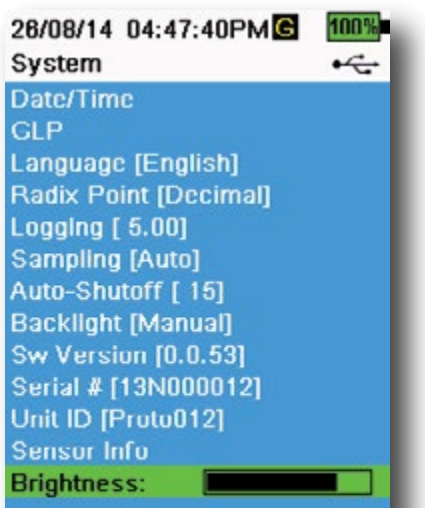 26/08/14 04:47:40PM G 100%
System
Date/Time
GLP
Language [English]
Radix Point [Decimal]
Logging [ 5.00]
Sampling [Auto]
Auto-Shutoff [ 15]
Backlight [Manual]
Sw Version [0.0.53]
Serial # [13N000012]
Unit ID [Proto012]
Sensor Info
Brightness: